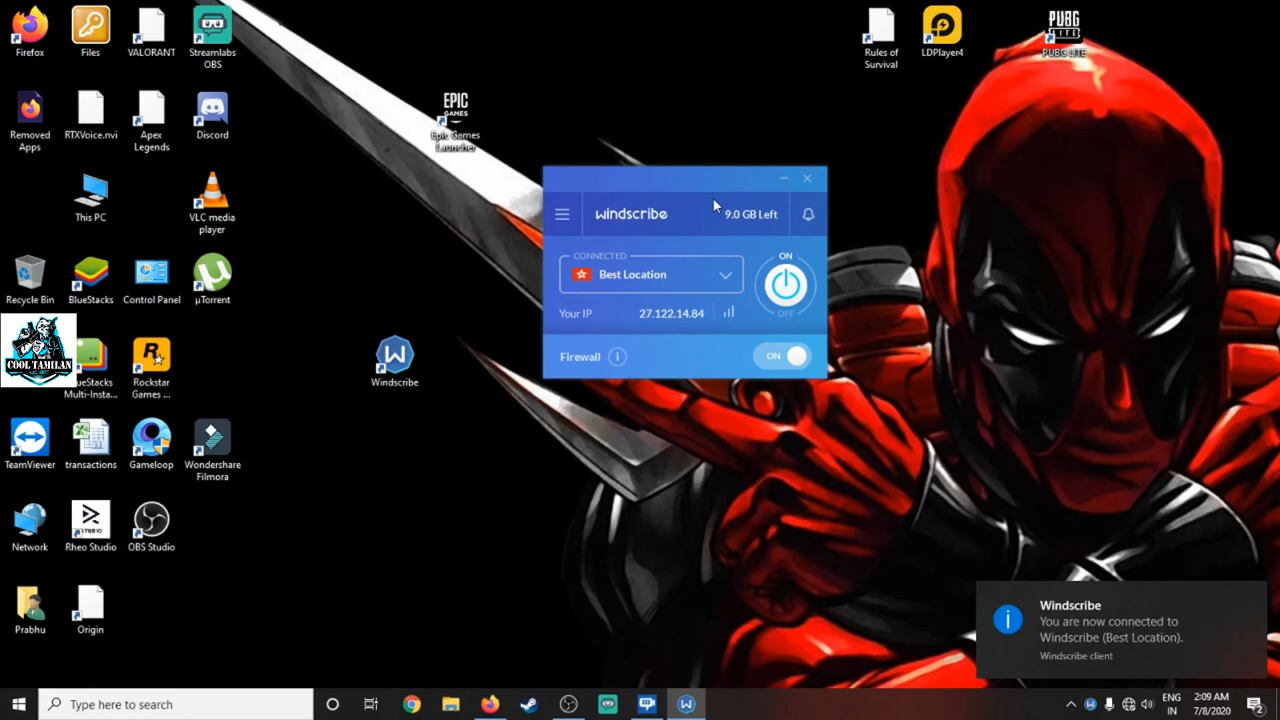 Firefox
Files
VALORANT
Streamlabs
OBS
Rules of
Survival
LDPlayer4
PUBG
LITE
PUBG LITE
Removed
Apps
RTXVoice.nvi
Apex
Legends
Discord
EPIC
GAMES
Epic Games
Launcher
This PC
VLC media
player
windscribe
9.0 GB Left
CONNECTED
Best Location
ON
OFF
Your IP
27.122.14.84
Firewall
ON
Recycle Bin
BlueStacks
Control Panel
µTorrent
COOL TAMILAN
BlueStacks
Multi-Insta...
Rockstar
Games ...
Windscribe
TeamViewer
transactions
Gameloop
Wondershare
Filmora
Network
Rheo Studio
OBS Studio
Prabhu
Origin
Windscribe
You are now connected to
Windscribe (Best Location).
Windscribe client
Type here to search
ENG
IN
2:09 AM
7/8/2020
2